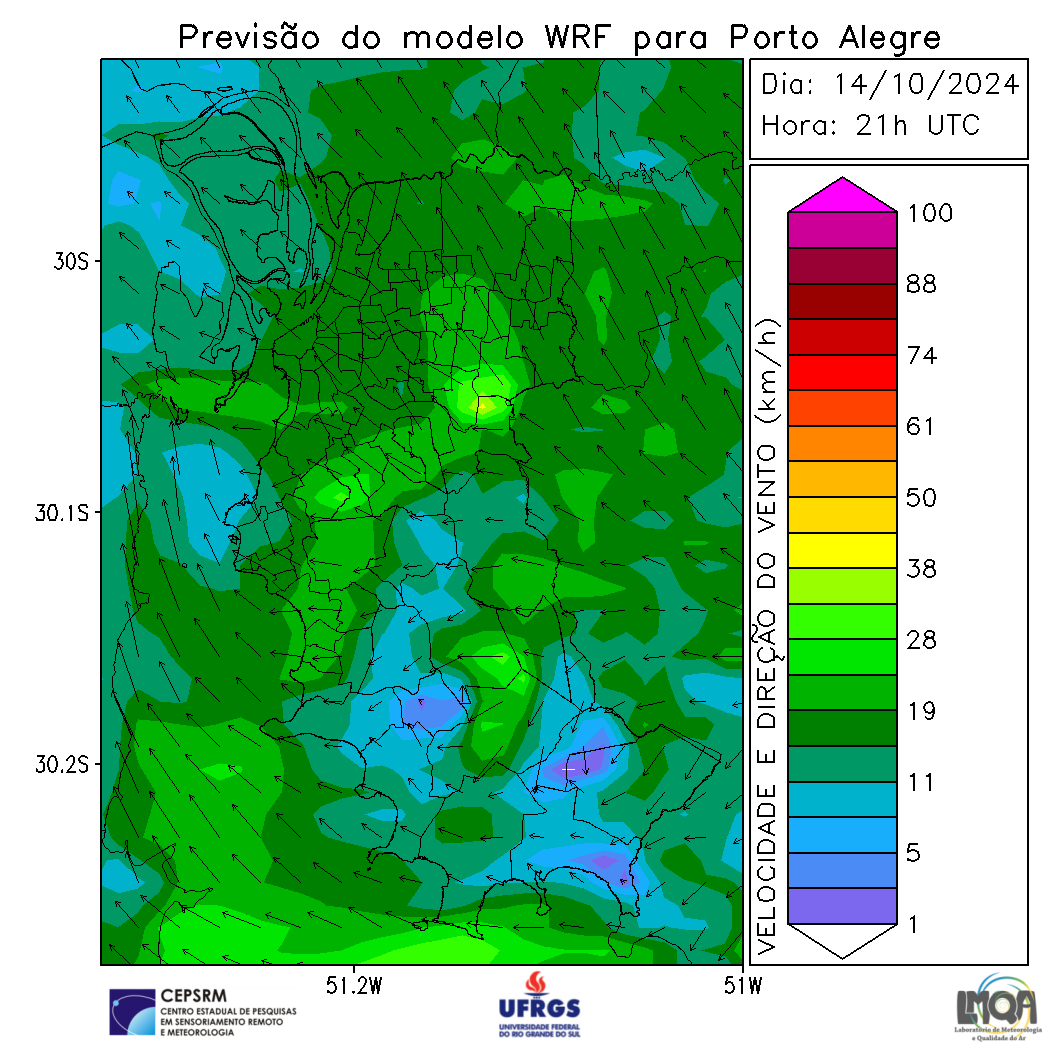 Previsão do modelo WRF para Porto Alegre
Dia: 14/10/2024
Hora: 21h UTC
30S
30.1S
30.2S
51.2W
51W
VELOCIDADE E DIREÇÃO DO VENTO (km/h)
100
88
74
61
50
38
28
19
11
5
1
CEPSRM
CENTRO ESTADUAL DE PESQUISAS
EM SENSORIAMENTO REMOTO
E METEOROLOGIA
UFRGS
UNIVERSIDADE FEDERAL
DO RIO GRANDE DO SUL
LMQA
Laboratório de Meteorologia
e Qualidade do Ar